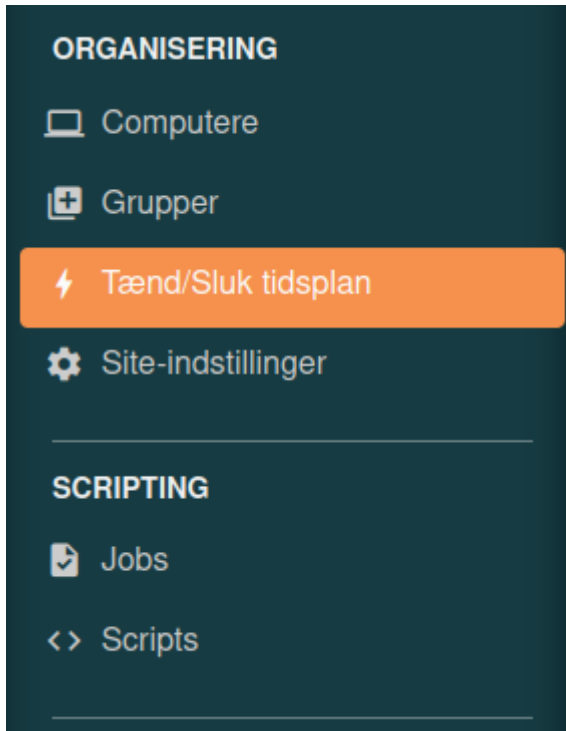 ORGANISERING
Computere
Grupper
Tænd/Sluk tidsplan
Site-indstillinger
SCRIPTING
Jobs
Scripts